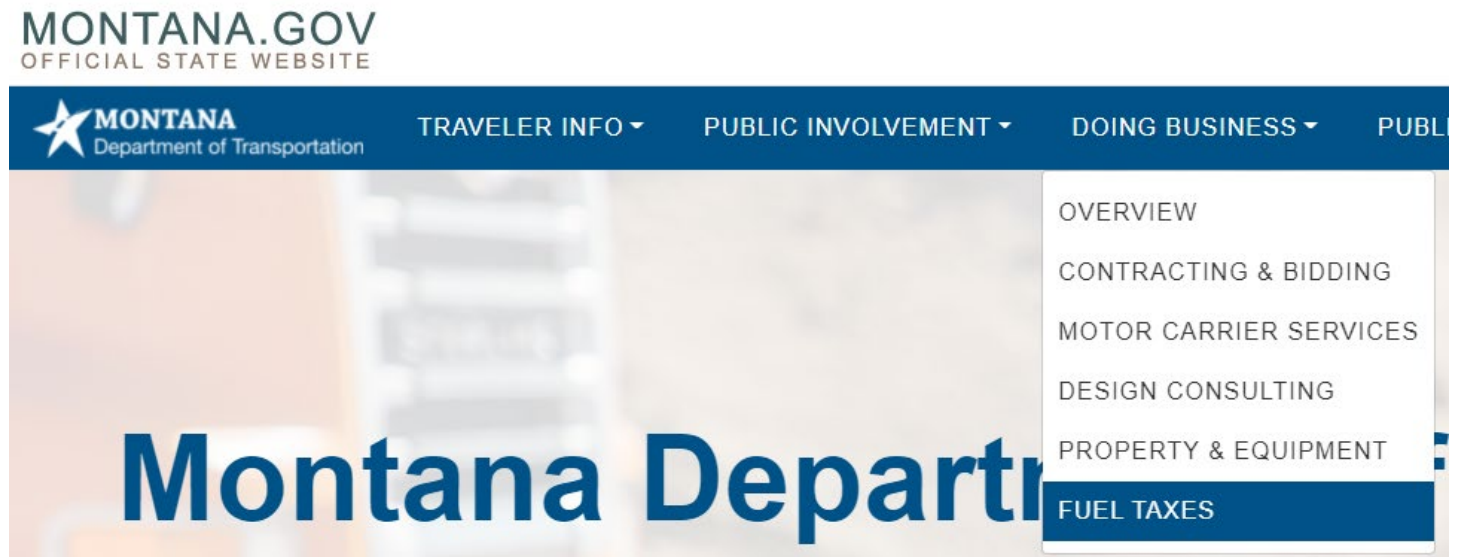 MONTANA.GOV
OFFICIAL STATE WEBSITE
MONTANA
Department of Transportation
TRAVELER INFO
PUBLIC INVOLVEMENT
DOING BUSINESS
OVERVIEW
CONTRACTING & BIDDING
MOTOR CARRIER SERVICES
DESIGN CONSULTING
PROPERTY & EQUIPMENT
FUEL TAXES
Montana